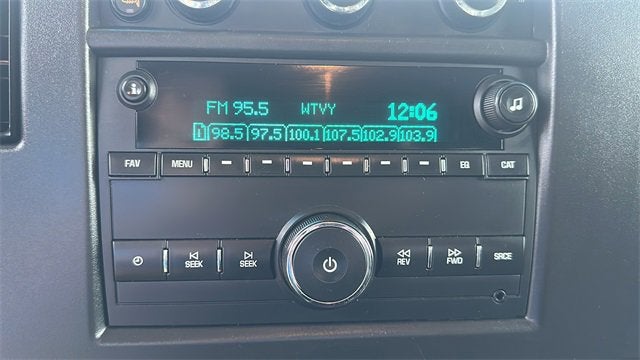 FM 95.5 WTVY 12:06
1 98.5 97.5 100.1 107.5 102.9 103.9
FAV MENU EQ CAT
SEEK SEEK REV FWD SRCE